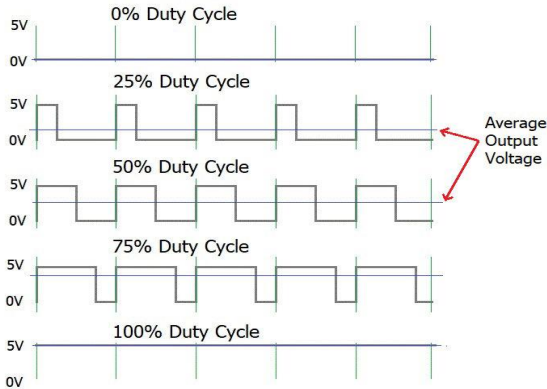 0% Duty Cycle
5V
0V
25% Duty Cycle
5V
0V
Average
Output
Voltage
50% Duty Cycle
5V
0V
75% Duty Cycle
5V
0V
100% Duty Cycle
5V
0V